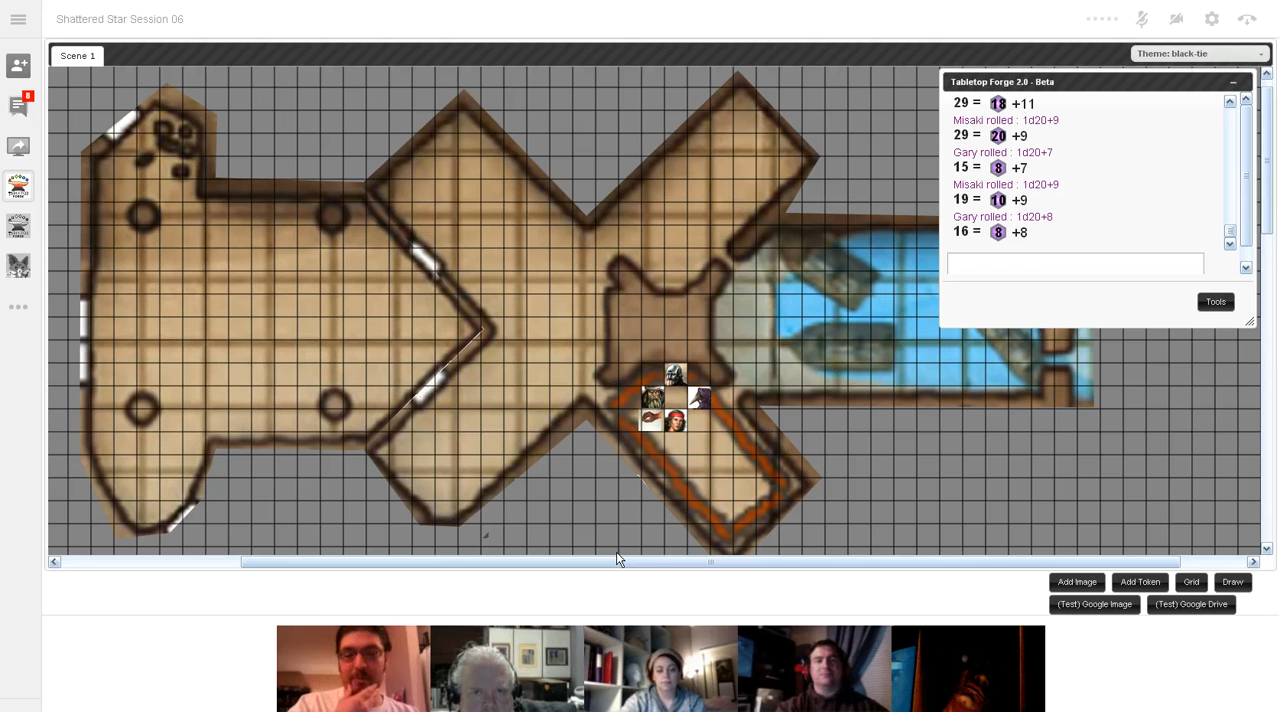 Shattered Star Session 06
Scene 1
Theme: black-tie
8
Tabletop Forge 2.0 - Beta
29 = 18 +11
Misaki rolled : 1d20+9
29 = 20 +9
Gary rolled : 1d20+7
15 = 8 +7
Misaki rolled : 1d20+9
19 = 10 +9
Gary rolled : 1d20+8
16 = 8 +8
Tools
Add Image Add Token Grid Draw
(Test) Google Image (Test) Google Drive